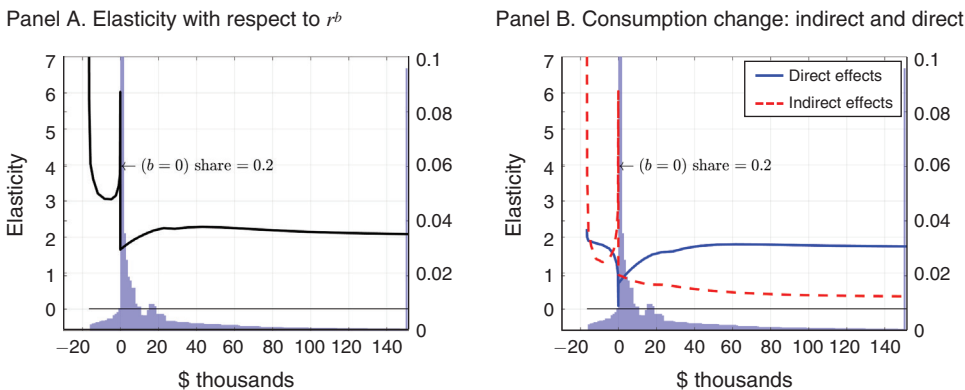 Panel A. Elasticity with respect to r^b
Panel B. Consumption change: indirect and direct
7
6
5
4
3
2
1
0
Elasticity
0.1
0.08
0.06
0.04
0.02
0
← (b = 0) share = 0.2
−20 0 20 40 60 80 100 120 140
$ thousands
7
6
5
4
3
2
1
0
Elasticity
0.1
0.08
0.06
0.04
0.02
0
Direct effects
Indirect effects
← (b = 0) share = 0.2
−20 0 20 40 60 80 100 120 140
$ thousands